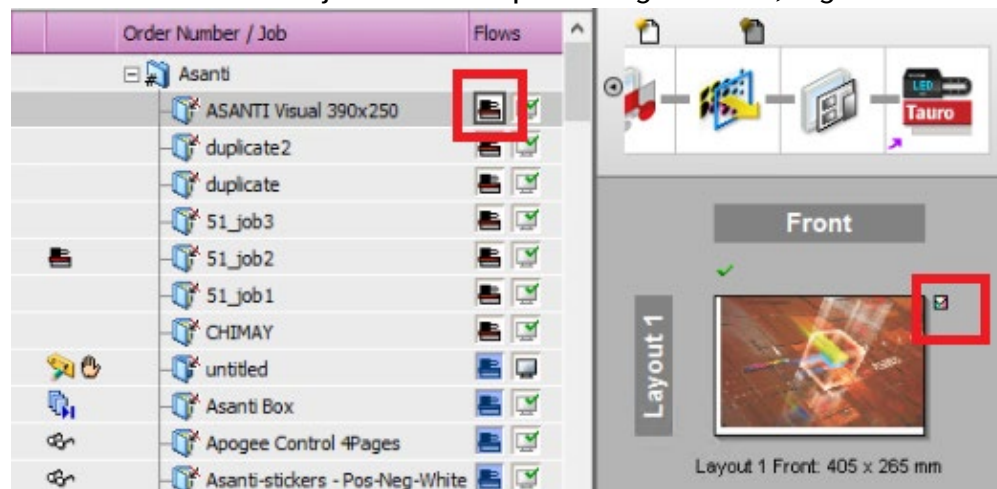 Order Number / Job Flows
Asanti
ASANTI Visual 390x250
duplicate2
duplicate
51_job3
51_job2
51_job1
CHIMAY
untitled
Asanti Box
Apogee Control 4Pages
Asanti-stickers - Pos-Neg-White
LED
Tauro
Front
Layout 1
Layout 1 Front: 405 x 265 mm